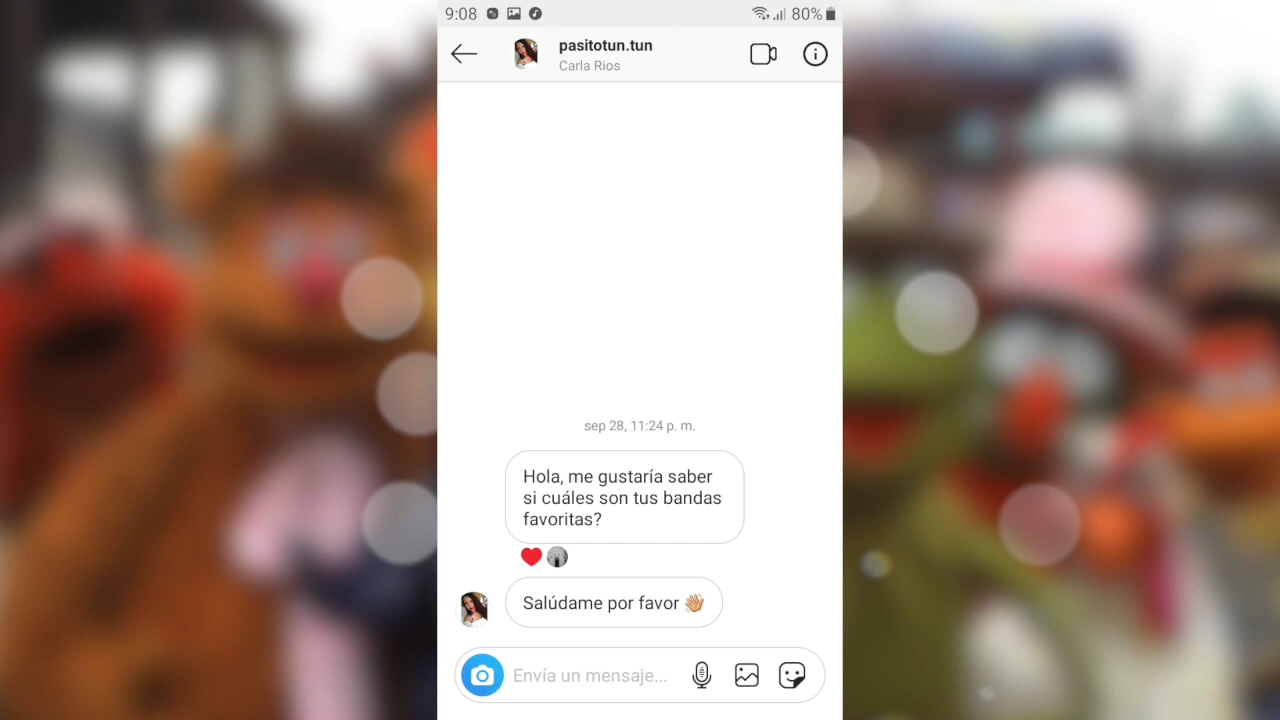 9:08 80%
pasitotun.tun
Carla Rios
sep 28, 11:24 p. m.
Hola, me gustaría saber
si cuáles son tus bandas
favoritas?
Salúdame por favor 👋
Envía un mensaje...